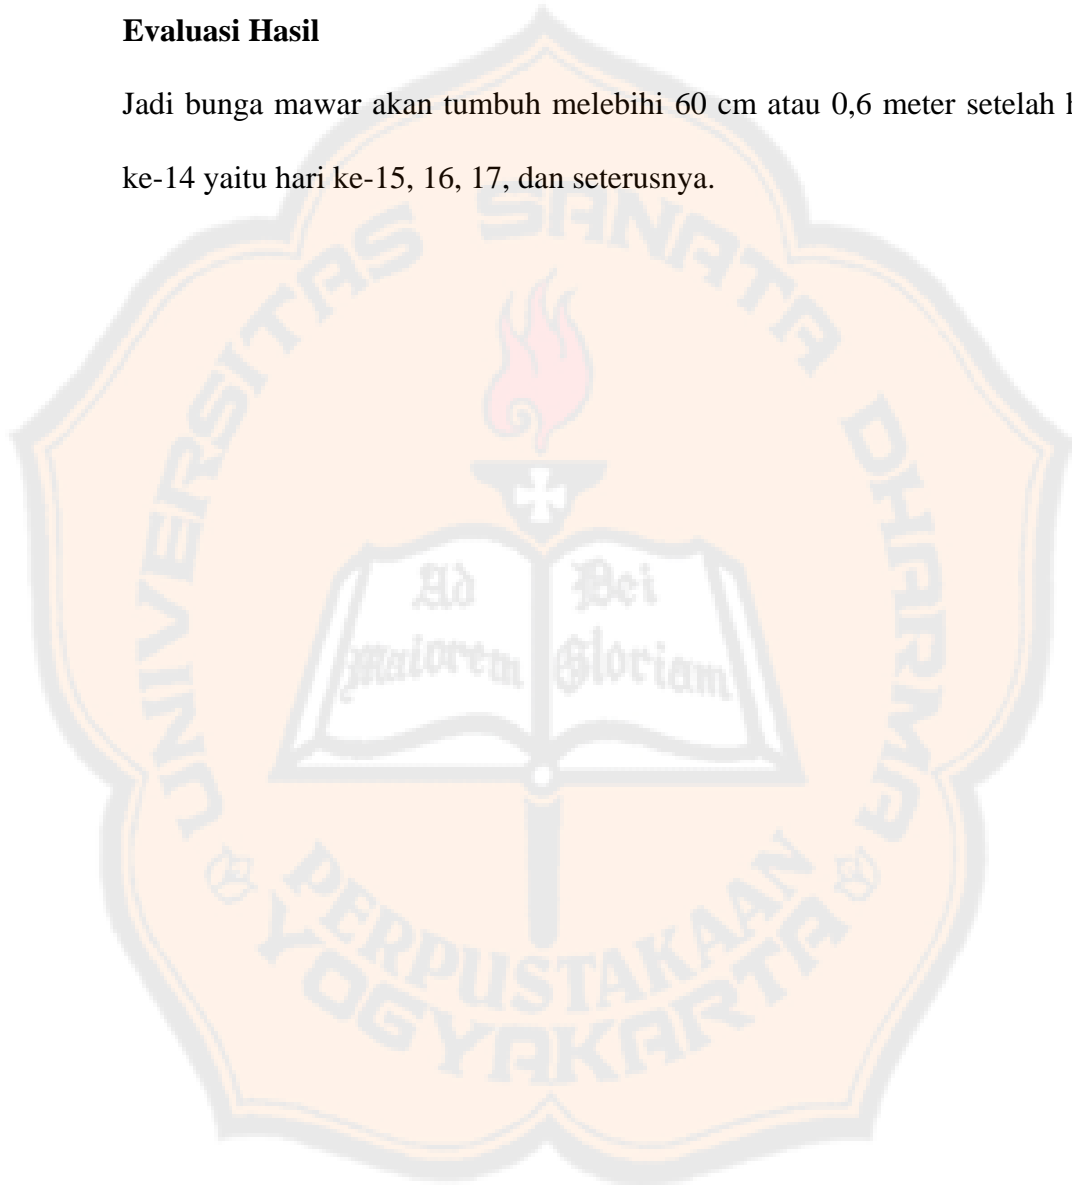 Evaluasi Hasil
Jadi bunga mawar akan tumbuh melebihi 60 cm atau 0,6 meter setelah
ke-14 yaitu hari ke-15, 16, 17, dan seterusnya.
UNIVERSITAS SANATA DHARMA
Ad Dei
Maiorem Gloriam
PERPUSTAKAAN
YOGYAKARTA